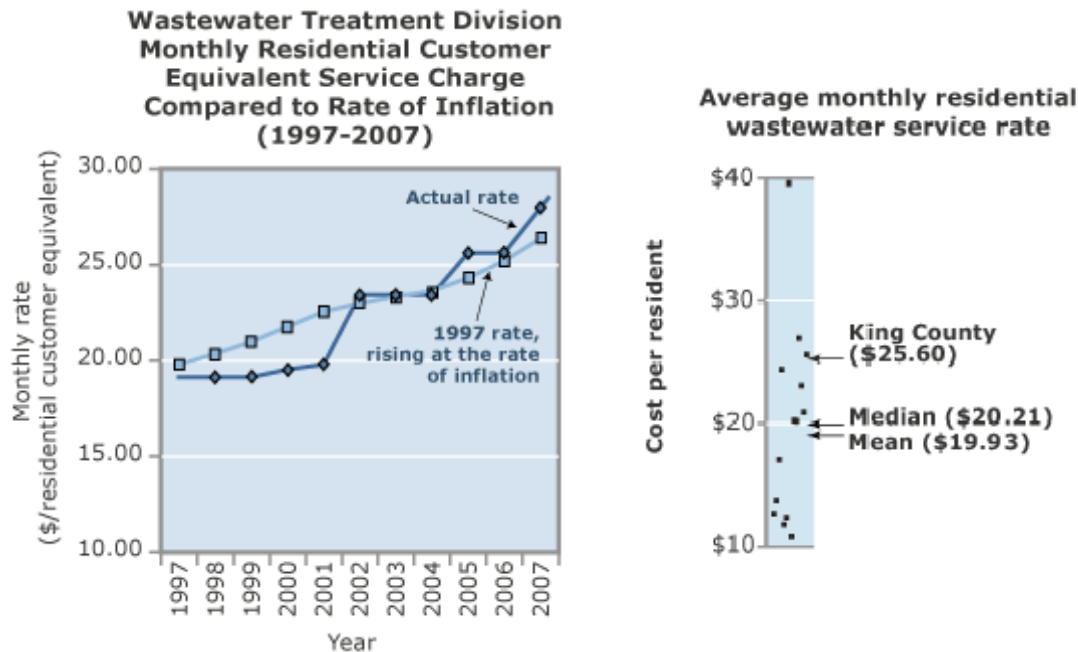 Wastewater Treatment Division
Monthly Residential Customer
Equivalent Service Charge
Compared to Rate of Inflation
(1997-2007)
Monthly rate
($/residential customer equivalent)
30.00
25.00
20.00
15.00
10.00
Actual rate
1997 rate,
rising at the rate
of inflation
1997
1998
1999
2000
2001
2002
2003
2004
2005
2006
2007
Year
Average monthly residential
wastewater service rate
Cost per resident
$40
$30
$20
$10
King County
($25.60)
Median ($20.21)
Mean ($19.93)